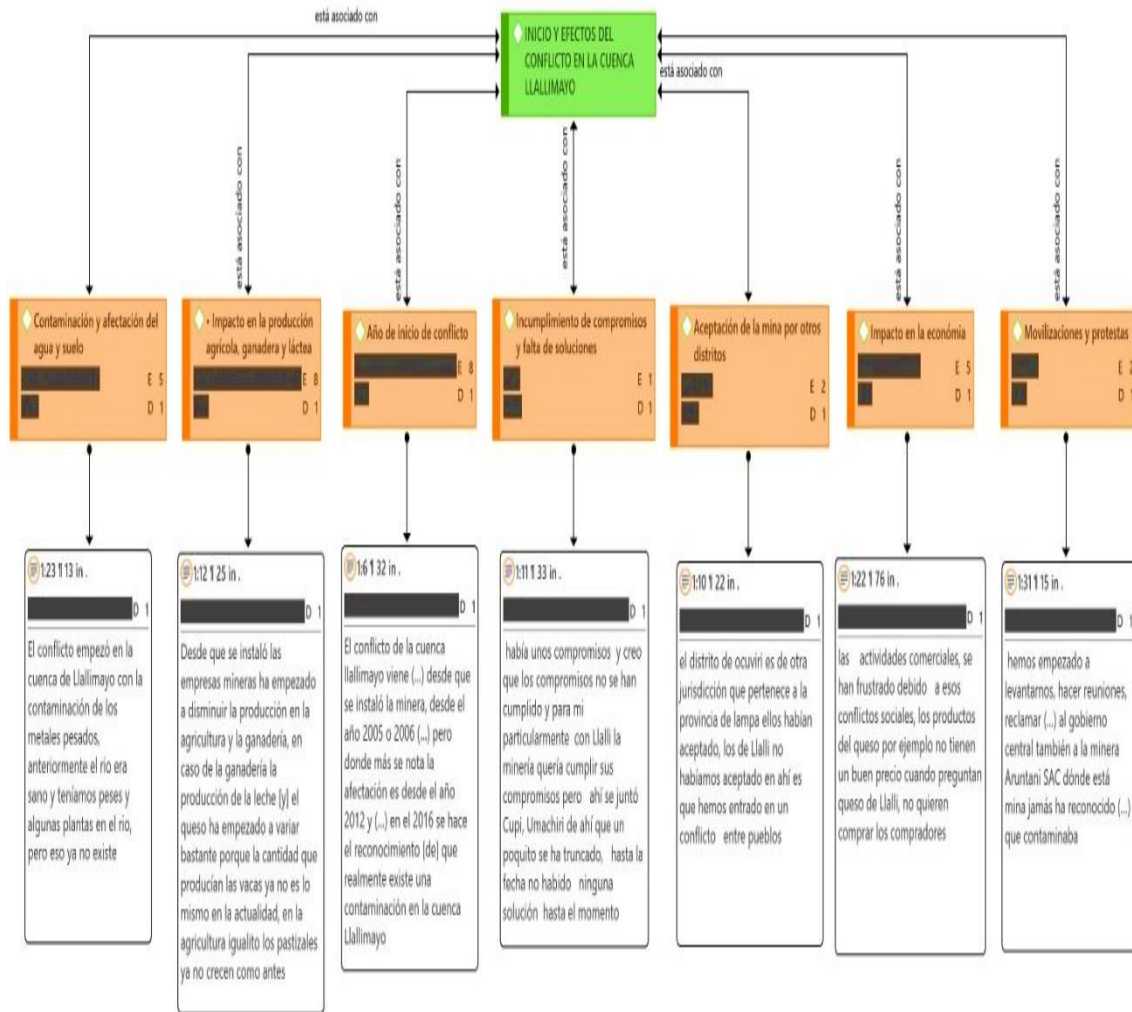 está asociado con
INICIO Y EFECTOS DEL
CONFLICTO EN LA CUENCA
LLALLIMAYO
está asociado con
está asociado con
está asociado con
está asociado con
está asociado con
está asociado con
Contaminación y afectación del
agua y suelo
E 5
D 1
• Impacto en la producción
agrícola, ganadera y láctea
E 8
D 1
Año de inicio de conflicto
E 8
D 1
Incumplimiento de compromisos
y falta de soluciones
E 1
D 1
Aceptación de la mina por otros
distritos
E 2
D 1
Impacto en la económia
E 5
D 1
Movilizaciones y protestas
E 2
D 1
1:23 ¶ 13 in .
D 1
El conflicto empezó en la
cuenca de Llallimayo con la
contaminación de los
metales pesados,
anteriormente el rio era
sano y teníamos peses y
algunas plantas en el rio,
pero eso ya no existe
1:12 ¶ 25 in .
D 1
Desde que se instaló las
empresas mineras ha empezado
a disminuir la producción en la
agricultura y la ganadería, en
caso de la ganadería la
producción de la leche [y] el
queso ha empezado a variar
bastante porque la cantidad que
producían las vacas ya no es lo
mismo en la actualidad, en la
agricultura igualito los pastizales
ya no crecen como antes
1:6 ¶ 32 in .
D 1
El conflicto de la cuenca
llallimayo viene (...) desde que
se instaló la minera, desde el
año 2005 o 2006 (...) pero
donde más se nota la
afectación es desde el año
2012 y (...) en el 2016 se hace
el reconocimiento [de] que
realmente existe una
contaminación en la cuenca
Llallimayo
1:11 ¶ 33 in .
D 1
había unos compromisos y creo
que los compromisos no se han
cumplido y para mi
particularmente con Llalli la
minería quería cumplir sus
compromisos pero ahí se juntó
Cupi, Umachiri de ahí que un
poquito se ha truncado, hasta la
fecha no habido ninguna
solución hasta el momento
1:10 ¶ 22 in .
D 1
el distrito de ocuviri es de otra
jurisdicción que pertenece a la
provincia de lampa ellos habían
aceptado, los de Llalli no
habíamos aceptado en ahí es
que hemos entrado en un
conflicto entre pueblos
1:22 ¶ 76 in .
D 1
las actividades comerciales, se
han frustrado debido a esos
conflictos sociales, los productos
del queso por ejemplo no tienen
un buen precio cuando preguntan
queso de Llalli, no quieren
comprar los compradores
1:31 ¶ 15 in .
D 1
hemos empezado a
levantarnos, hacer reuniones,
reclamar (...) al gobierno
central también a la minera
Aruntani SAC dónde está
mina jamás ha reconocido (...)
que contaminaba